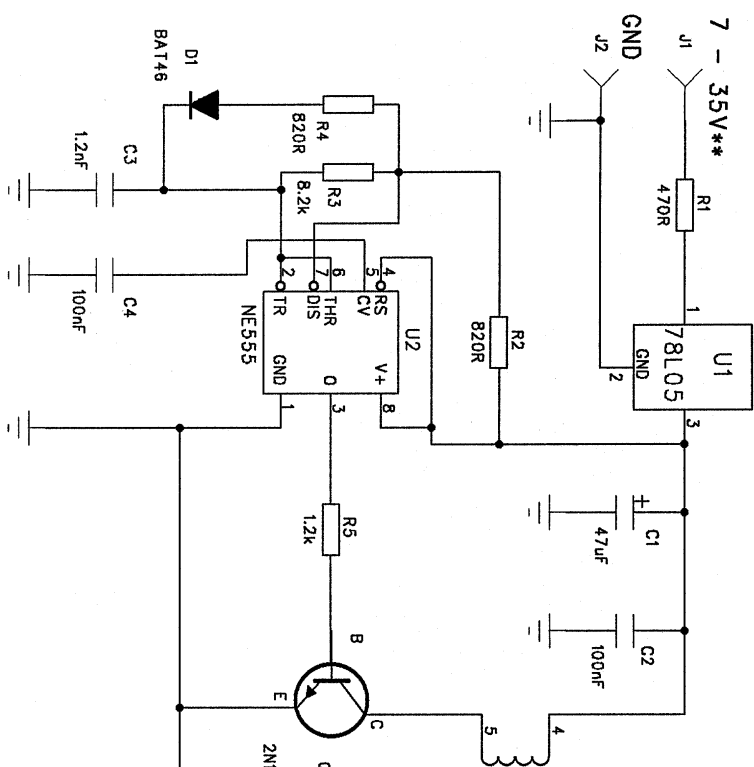 7 - 35V**
J1
GND
J2
R1
470R
1
U1
78L05
GND
2
3
D1
BAT46
R4
820R
R3
8.2k
C3
1.2nF
C4
100nF
R2
820R
2
7
6
5
4
TR
DIS
THR
CV
RS
U2
NE555
GND
O
V+
1
3
8
C1
+
47uF
C2
100nF
R5
1.2k
B
E
C
5
4